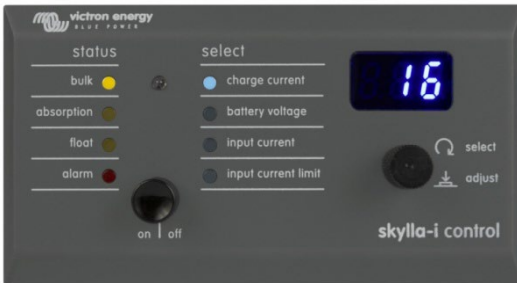 victron energy
BLUE POWER
status
select
16
bulk
charge current
absorption
battery voltage
float
input current
alarm
input current limit
select
adjust
on | off
skylla-i control